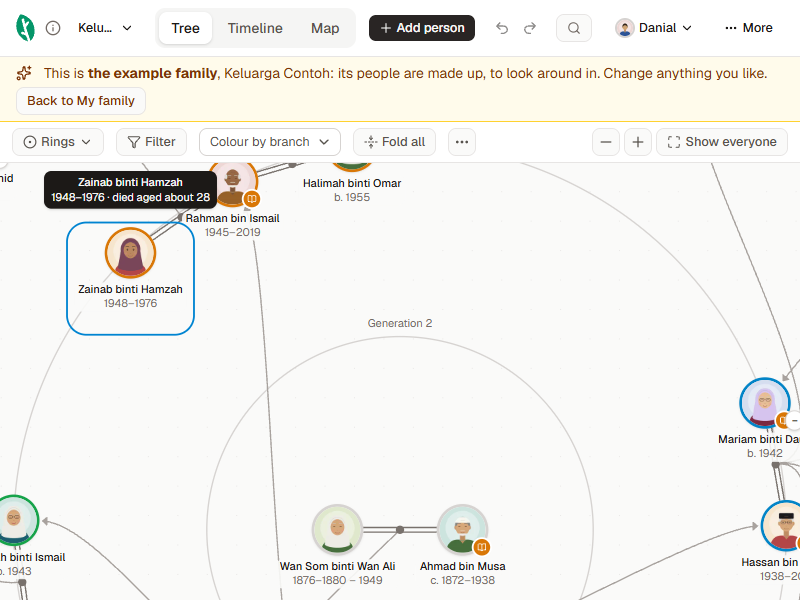 Kelu...
Tree
Timeline
Map
+ Add person
Danial
More
This is the example family, Keluarga Contoh: its people are made up, to look around in. Change anything you like.
Back to My family
Rings
Filter
Colour by branch
Fold all
Show everyone
Zainab binti Hamzah
1948–1976 · died aged about 28
Halimah binti Omar
b. 1955
Rahman bin Ismail
1945–2019
Zainab binti Hamzah
1948–1976
Generation 2
Mariam binti Da
b. 1942
h binti Ismail
b. 1943
Wan Som binti Wan Ali
1876–1880 – 1949
Ahmad bin Musa
c. 1872–1938
Hassan bin
1938–20